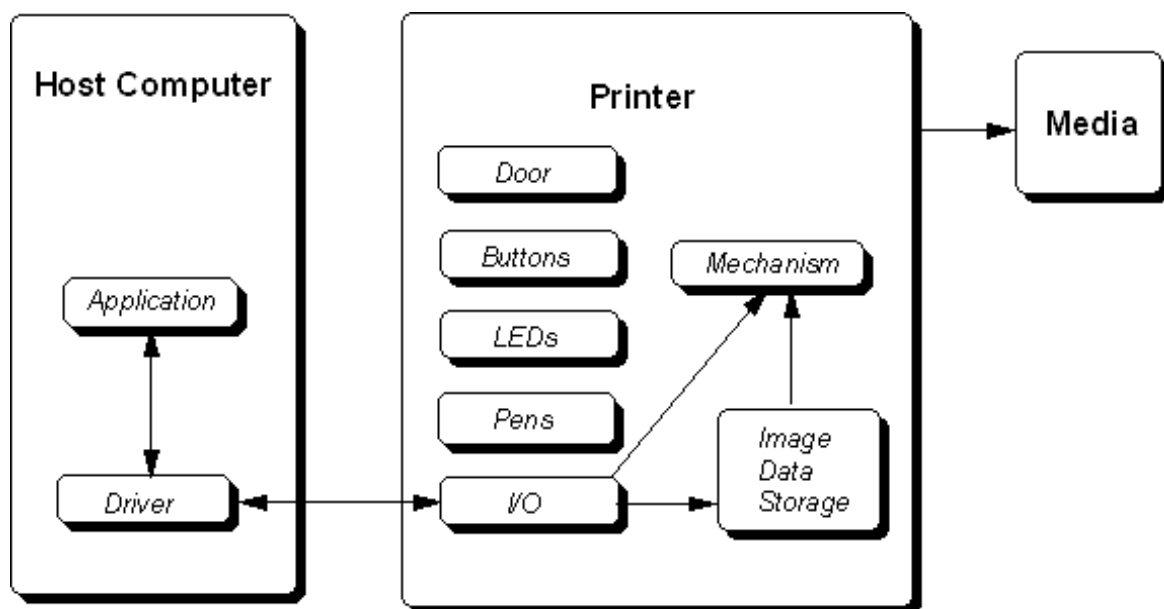 Host Computer
Printer
Media
Door
Buttons
Mechanism
Application
LEDs
Pens
Image
Data
Storage
Driver
I/O